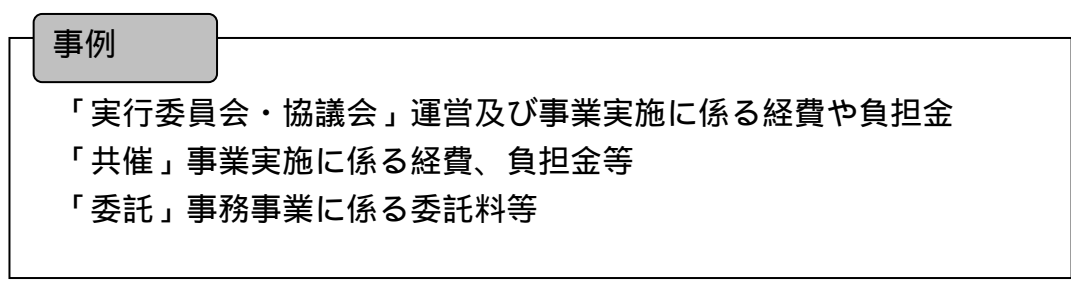 事例
「実行委員会・協議会」運営及び事業実施に係る経費や負担金
「共催」事業実施に係る経費、負担金等
「委託」事務事業に係る委託料等